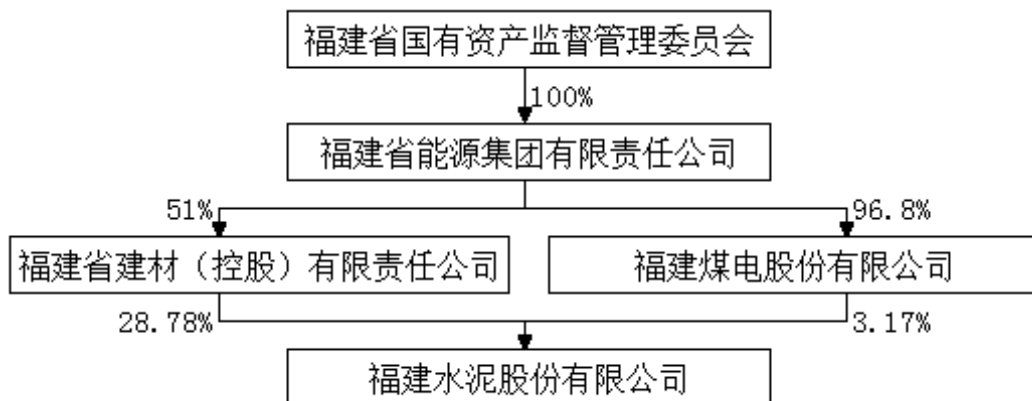 福建省国有资产监督管理委员会
100%
福建省能源集团有限责任公司
51%
96.8%
福建省建材（控股）有限责任公司
福建煤电股份有限公司
28.78%
3.17%
福建水泥股份有限公司